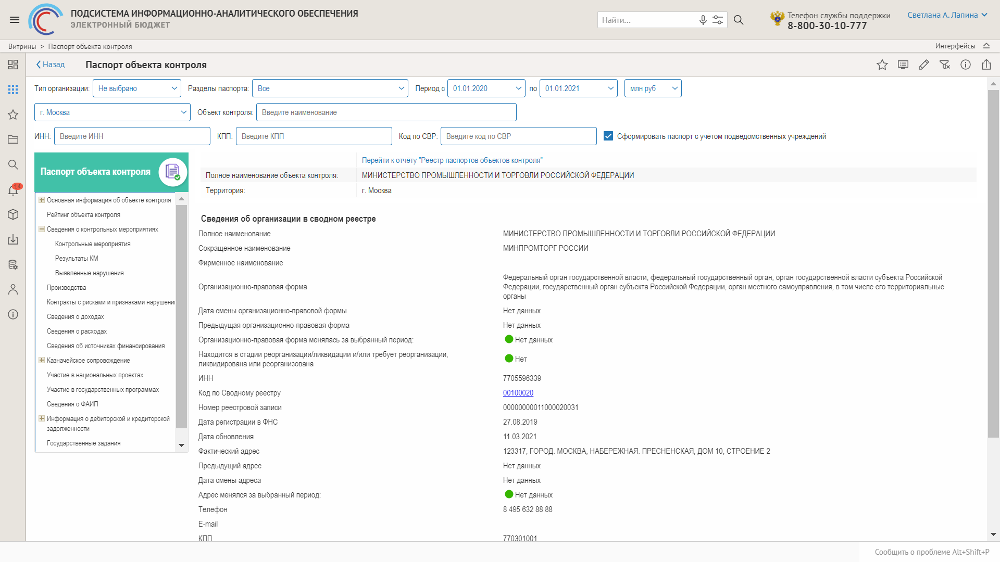 ПОДСИСТЕМА ИНФОРМАЦИОННО-АНАЛИТИЧЕСКОГО ОБЕСПЕЧЕНИЯ
ЭЛЕКТРОННЫЙ БЮДЖЕТ
Найти...
Телефон службы поддержки
8-800-30-10-777
Светлана А. Лапина
Витрины > Паспорт объекта контроля
Интерфейсы
Назад
Паспорт объекта контроля
Тип организации: Не выбрано Разделы паспорта: Все Период с 01.01.2020 по 01.01.2021 млн руб
г. Москва Объект контроля: Введите наименование
ИНН: Введите ИНН КПП: Введите КПП Код по СВР: Введите код по СВР Сформировать паспорт с учётом подведомственных учреждений
14
Паспорт объекта контроля
Основная информация об объекте контроля
Рейтинг объекта контроля
Сведения о контрольных мероприятиях
Контрольные мероприятия
Результаты КМ
Выявленные нарушения
Производства
Контракты с рисками и признаками нарушени
Сведения о доходах
Сведения о расходах
Сведения об источниках финансирования
Казначейское сопровождение
Участие в национальных проектах
Участие в государственных программах
Сведения о ФАИП
Информация о дебиторской и кредиторской
задолженности
Государственные задания
Перейти к отчёту "Реестр паспортов объектов контроля"
Полное наименование объекта контроля: МИНИСТЕРСТВО ПРОМЫШЛЕННОСТИ И ТОРГОВЛИ РОССИЙСКОЙ ФЕДЕРАЦИИ
Территория: г. Москва
Сведения об организации в сводном реестре
Полное наименование МИНИСТЕРСТВО ПРОМЫШЛЕННОСТИ И ТОРГОВЛИ РОССИЙСКОЙ ФЕДЕРАЦИИ
Сокращенное наименование МИНПРОМТОРГ РОССИИ
Фирменное наименование
Организационно-правовая форма
Федеральный орган государственной власти, федеральный государственный орган, орган государственной власти субъекта Российской
Федерации, государственный орган субъекта Российской Федерации, орган местного самоуправления, в том числе его территориальные
органы
Дата смены организационно-правовой формы Нет данных
Предыдущая организационно-правовая форма Нет данных
Организационно-правовая форма менялась за выбранный период: Нет данных
Находится в стадии реорганизации/ликвидации и/или требует реорганизации,
ликвидирована или реорганизована
Нет
ИНН 7705596339
Код по Сводному реестру 00100020
Номер реестровой записи 00000000011000020031
Дата регистрации в ФНС 27.08.2019
Дата обновления 11.03.2021
Фактический адрес 123317, ГОРОД. МОСКВА, НАБЕРЕЖНАЯ. ПРЕСНЕНСКАЯ, ДОМ 10, СТРОЕНИЕ 2
Предыдущий адрес Нет данных
Дата смены адреса Нет данных
Адрес менялся за выбранный период: Нет данных
Телефон 8 495 632 88 88
E-mail
КПП 770301001
Сообщить о проблеме Alt+Shift+P